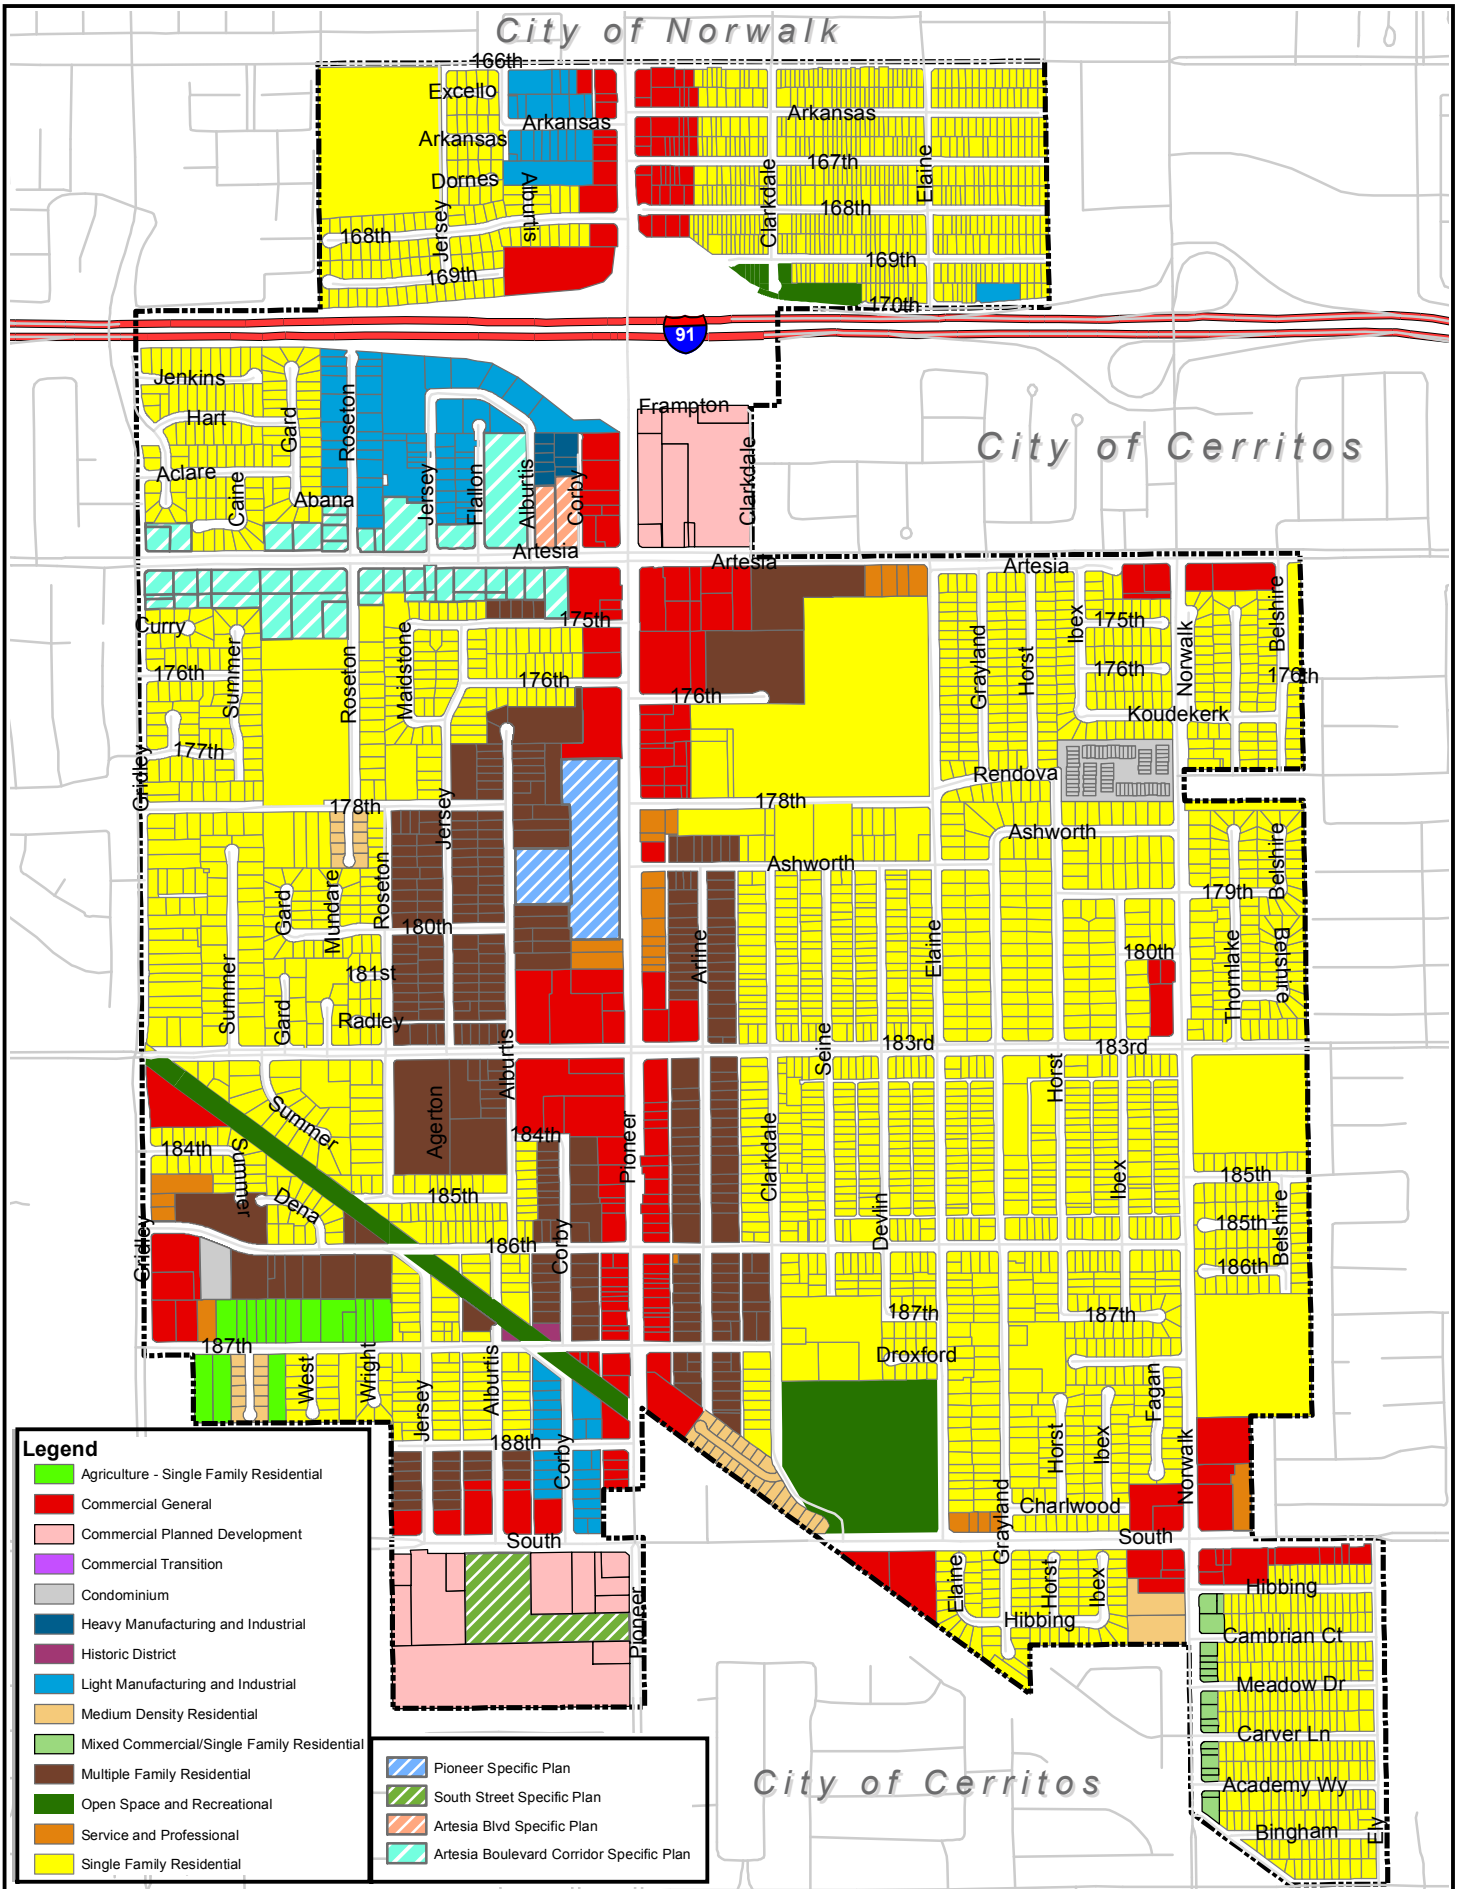 City of Norwalk
166th
Excello
Arkansas
Arkansas
Arkansas
167th
Dornes
Alburtis
Clarkdale
Elaine
168th
Jersey
168th
169th
169th
170th
91
Jenkins
Hart
Gard
Roseton
Frampton
City of Cerritos
Aclare
Caine
Abana
Jersey
Flallon
Alburtis
Corby
Clarkdale
Artesia
Artesia
Artesia
Curry
Summer
176th
177th
Gridley
Roseton
Maidstone
175th
176th
176th
Grayland
Horst
Ibex
175th
176th
Norwalk
Belshire
176th
Koudekerk
Rendova
178th
178th
Jersey
Ashworth
Ashworth
Gard
Mundare
Roseton
180th
181st
Summer
Gard
Radley
Alburtis
Arline
Elaine
179th
180th
Belshire
Thornlake
Belshire
Seine
183rd
183rd
Summer
184th
Summer
Dena
Agerton
184th
185th
Pioneer
Clarkdale
Horst
Ibex
185th
185th
Belshire
186th
Gridley
186th
Corby
Devlin
187th
187th
187th
Droxford
West
Wright
Jersey
Alburtis
188th
Corby
Horst
Ibex
Fagan
Norwalk
Grayland
Charlwood
South
South
Elaine
Horst
Ibex
Hibbing
Hibbing
Pioneer
Cambrian Ct
Meadow Dr
Carver Ln
Academy Wy
Bingham
Ely
City of Cerritos
Legend
Agriculture - Single Family Residential
Commercial General
Commercial Planned Development
Commercial Transition
Condominium
Heavy Manufacturing and Industrial
Historic District
Light Manufacturing and Industrial
Medium Density Residential
Mixed Commercial/Single Family Residential
Multiple Family Residential
Open Space and Recreational
Service and Professional
Single Family Residential
Pioneer Specific Plan
South Street Specific Plan
Artesia Blvd Specific Plan
Artesia Boulevard Corridor Specific Plan